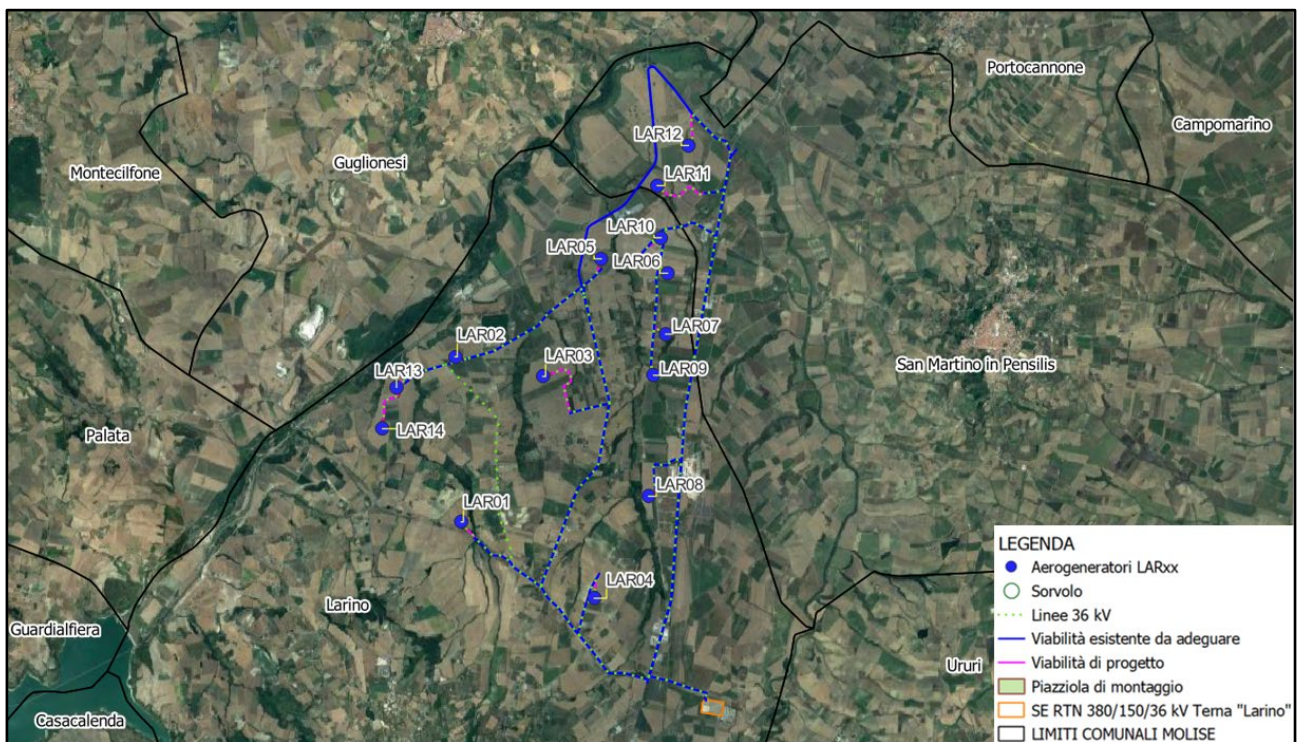 Portocannone
Campomarino
LAR12
Guglionesi
Montecilfone
LAR11
LAR10
LAR05
LAR06
LAR07
LAR02
LAR03
San Martino in Pensilis
LAR13
LAR09
LAR14
Palata
LAR08
LAR01
LAR04
Larino
Guardialfiera
Ururi
Casacalenda
LEGENDA
Aerogeneratori LARxx
Sorvolo
Linee 36 kV
Viabilità esistente da adeguare
Viabilità di progetto
Piazziola di montaggio
SE RTN 380/150/36 kV Terna "Larino"
LIMITI COMUNALI MOLISE